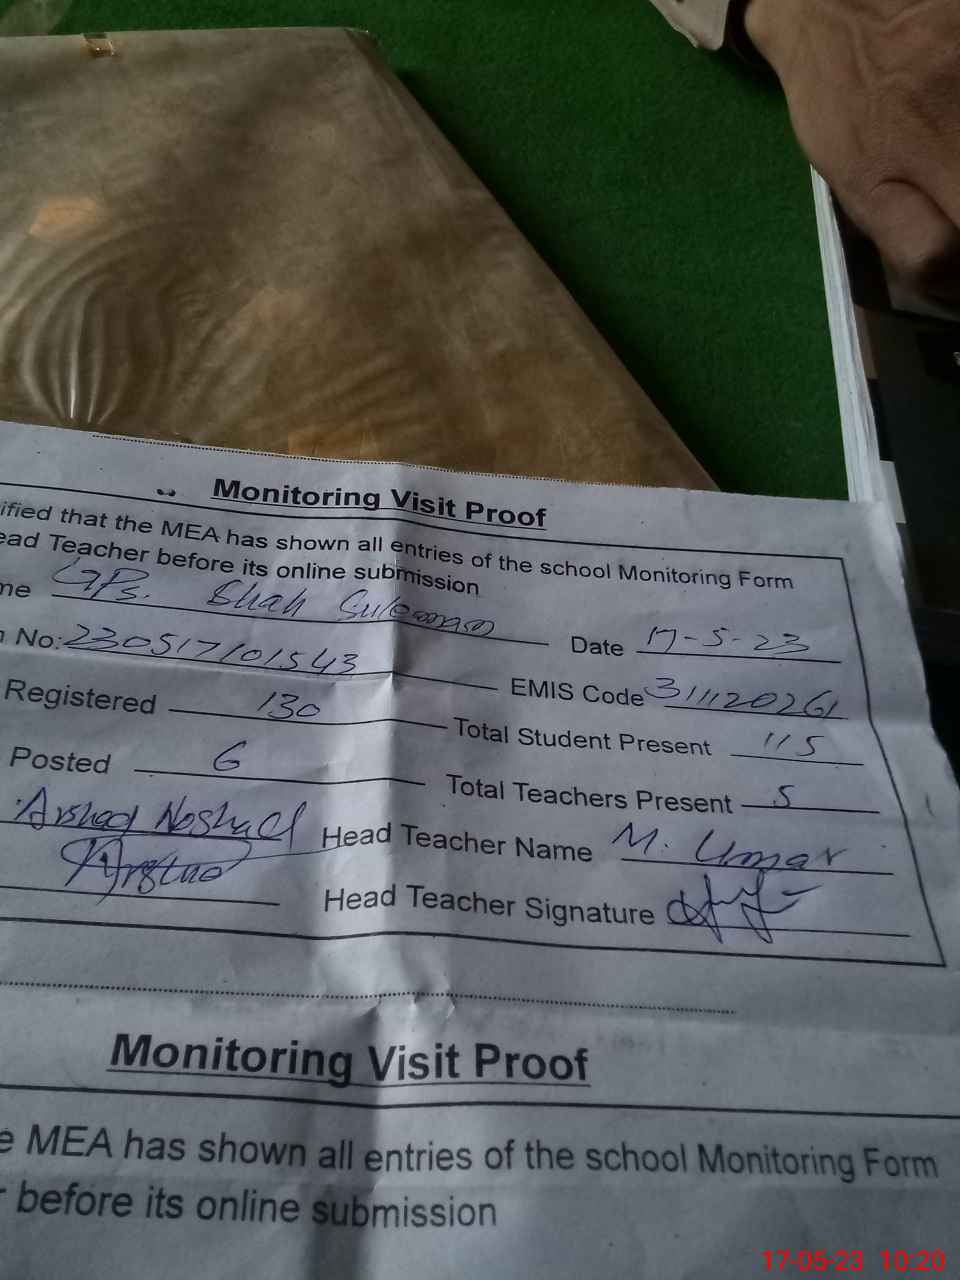 Monitoring Visit Proof
ified that the MEA has shown all entries of the school Monitoring Form
ead Teacher before its online submission
me GPS. Shah Suleman Date 17-5-23
n No: 230517101543 EMIS Code 311120261
Registered 130 Total Student Present 115
Posted 6 Total Teachers Present 5
Arshad Noshad Head Teacher Name M. Umar
Head Teacher Signature
Monitoring Visit Proof
e MEA has shown all entries of the school Monitoring Form
r before its online submission
17-05-23 10:20